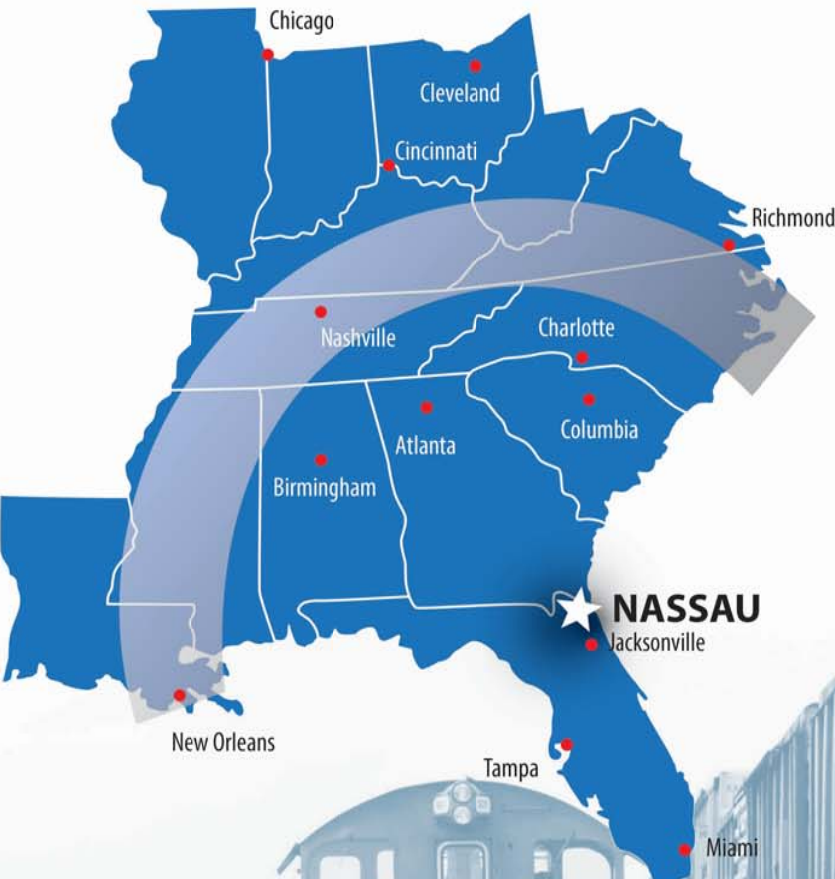 Chicago
Cleveland
Cincinnati
Richmond
Nashville
Charlotte
Atlanta
Columbia
Birmingham
NASSAU
Jacksonville
New Orleans
Tampa
Miami